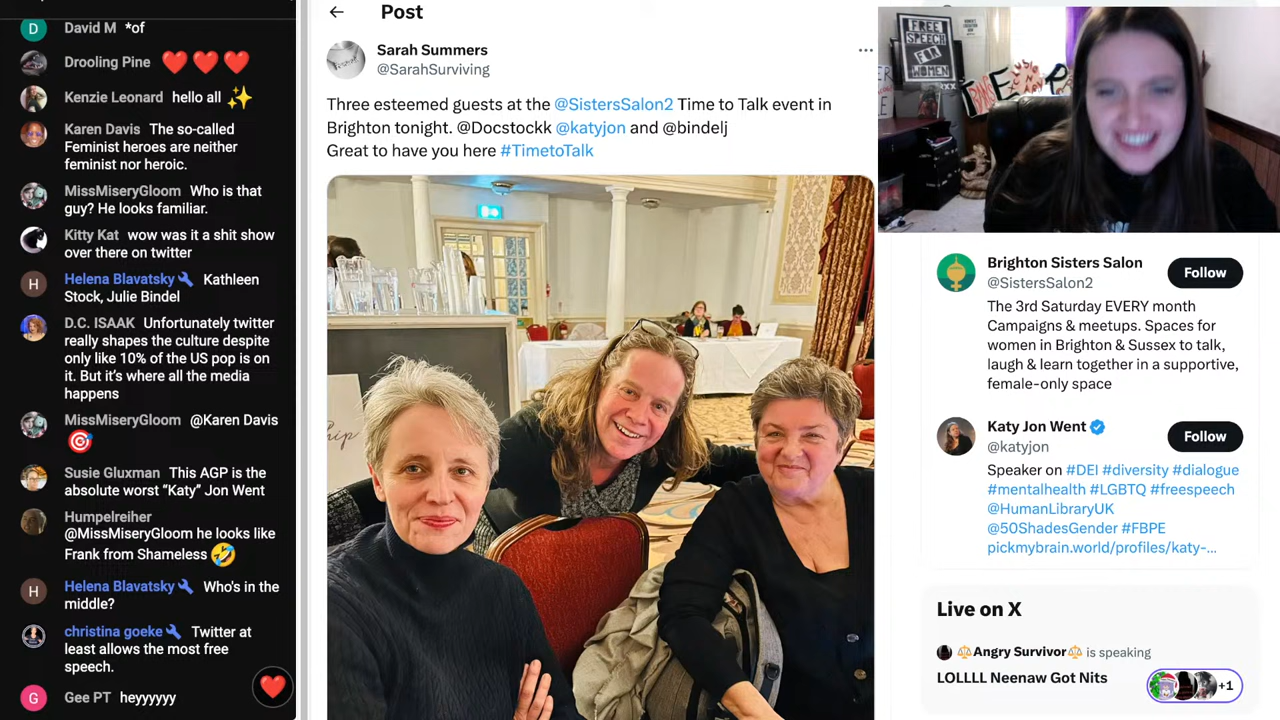 David M *of
Drooling Pine ❤️ ❤️ ❤️
Kenzie Leonard hello all ✨
Karen Davis The so-called
Feminist heroes are neither
feminist nor heroic.
MissMiseryGloom Who is that
guy? He looks familiar.
Kitty Kat wow was it a shit show
over there on twitter
H
Helena Blavatsky Kathleen
Stock, Julie Bindel
D.C. ISAAK Unfortunately twitter
really shapes the culture despite
only like 10% of the US pop is on
it. But it's where all the media
happens
MissMiseryGloom @Karen Davis
🎯
Susie Gluxman This AGP is the
absolute worst “Katy” Jon Went
Humpelreiher
@MissMiseryGloom he looks like
Frank from Shameless 🤣
H
Helena Blavatsky Who's in the
middle?
christina goeke Twitter at
least allows the most free
speech.
G
Gee PT heyyyyyy
← Post
Sarah Summers
@SarahSurviving
...
Three esteemed guests at the @SistersSalon2 Time to Talk event in
Brighton tonight. @Docstockk @katyjon and @bindelj
Great to have you here #TimetoTalk
FREE
SPEECH
FOR
WOMEN
Brighton Sisters Salon
@SistersSalon2
Follow
The 3rd Saturday EVERY month
Campaigns & meetups. Spaces for
women in Brighton & Sussex to talk,
laugh & learn together in a supportive,
female-only space
Katy Jon Went
@katyjon
Follow
Speaker on #DEI #diversity #dialogue
#mentalhealth #LGBTQ #freespeech
@HumanLibraryUK
@50ShadesGender #FBPE
pickmybrain.world/profiles/katy-...
Live on X
⚖️Angry Survivor⚖️ is speaking
LOLLLL Neenaw Got Nits
+1